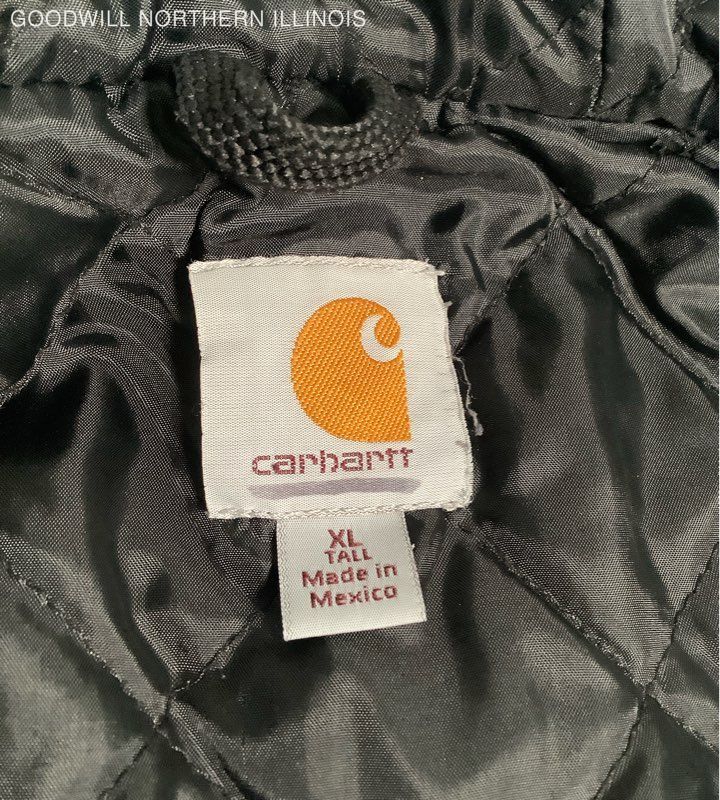 GOODWILL NORTHERN ILLINOIS
carhartt
XL
TALL
Made in
Mexico